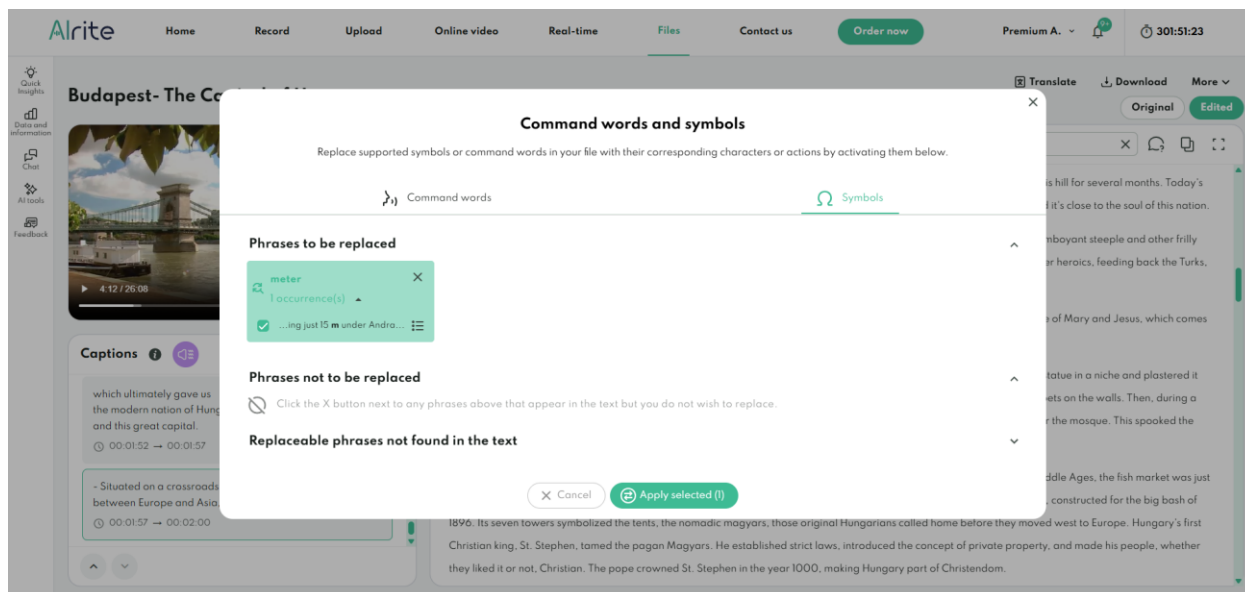 Alrite
Home
Record
Upload
Online video
Real-time
Files
Contact us
Order now
Premium A.
9+
301:51:23
Quick
Insights
Data and
information
Chat
AI tools
Feedback
Budapest- The
Translate
Download
More
Original
Edited
4:12 / 26:08
Command words and symbols
Replace supported symbols or command words in your file with their corresponding characters or actions by activating them below.
Command words
Symbols
Phrases to be replaced
meter
1 occurrence(s)
...ing just 15 m under Andra...
Phrases not to be replaced
Click the X button next to any phrases above that appear in the text but you do not wish to replace.
Replaceable phrases not found in the text
Cancel
Apply selected (1)
Captions
which ultimately gave us
the modern nation of Hung
and this great capital.
00:01:52 → 00:01:57
- Situated on a crossroads
between Europe and Asia,
00:01:57 → 00:02:00
is hill for several months. Today's
it's close to the soul of this nation.
mboyant steeple and other frilly
er heroics, feeding back the Turks,
e of Mary and Jesus, which comes
statue in a niche and plastered it
ets on the walls. Then, during a
r the mosque. This spooked the
ddle Ages, the fish market was just
, constructed for the big bash of
1896. Its seven towers symbolized the tents, the nomadic magyars, those original Hungarians called home before they moved west to Europe. Hungary's first
Christian king, St. Stephen, tamed the pagan Magyars. He established strict laws, introduced the concept of private property, and made his people, whether
they liked it or not, Christian. The pope crowned St. Stephen in the year 1000, making Hungary part of Christendom.